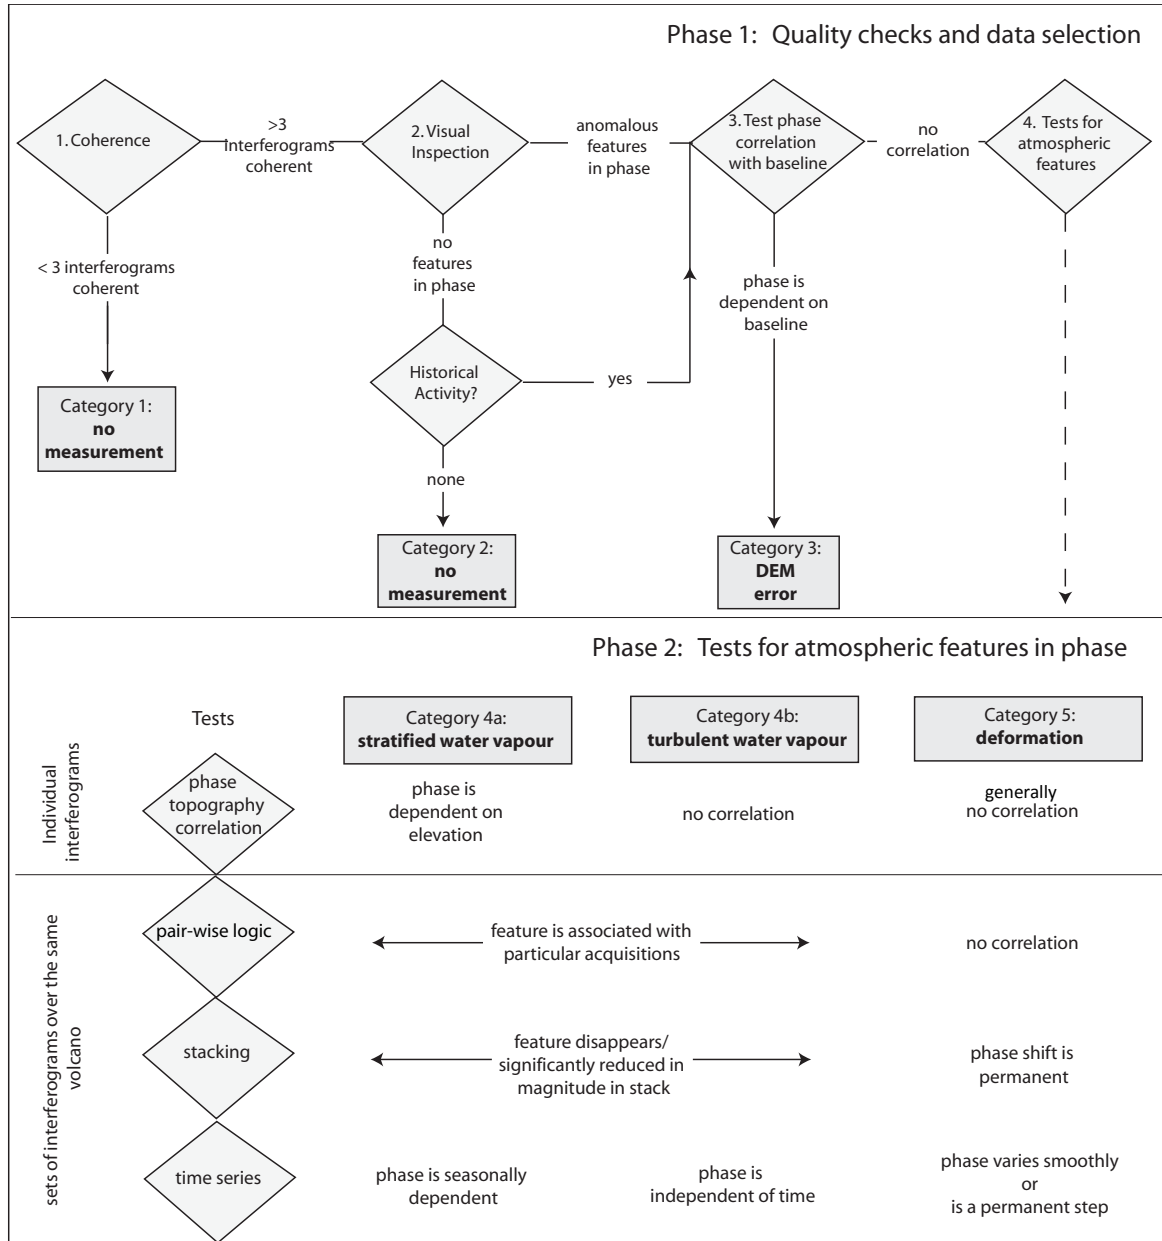 Phase 1: Quality checks and data selection
1. Coherence
>3
Interferograms
coherent
2. Visual
Inspection
anomalous
features
in phase
3. Test phase
correlation
with baseline
no
correlation
4. Tests for
atmospheric
features
< 3 interferograms
coherent
no
features
in phase
phase is
dependent on
baseline
Historical
Activity?
yes
Category 1:
no
measurement
none
Category 2:
no
measurement
Category 3:
DEM
error
Phase 2: Tests for atmospheric features in phase
Tests
Category 4a:
stratified water vapour
Category 4b:
turbulent water vapour
Category 5:
deformation
Individual
interferograms
phase
topography
correlation
phase is
dependent on
elevation
no correlation
generally
no correlation
sets of interferograms over the same
volcano
pair-wise logic
feature is associated with
particular acquisitions
no correlation
stacking
feature disappears/
significantly reduced in
magnitude in stack
phase shift is
permanent
time series
phase is seasonally
dependent
phase is
independent of time
phase varies smoothly
or
is a permanent step